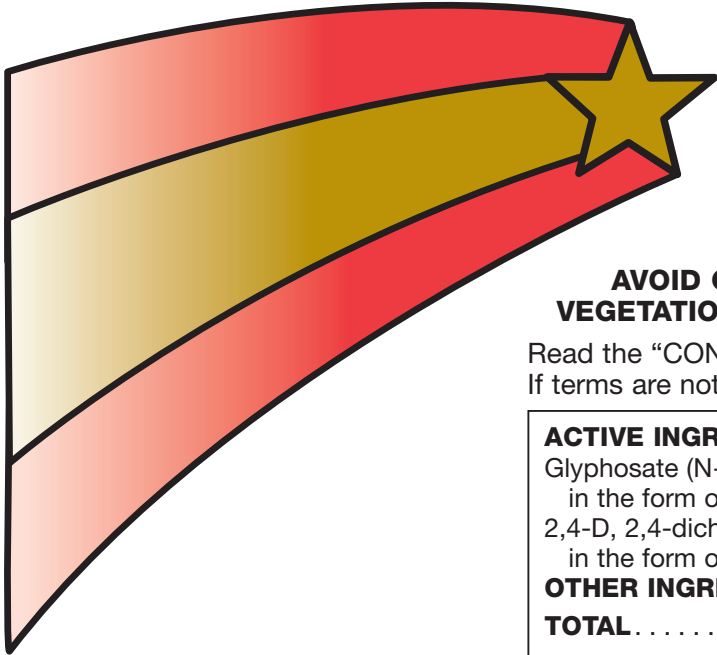 AVOID
VEGETATIO
Read the “CON
If terms are not
ACTIVE INGR
Glyphosate (N-
in the form o
2,4-D, 2,4-dich
in the form o
OTHER INGR
TOTAL . . . . . .